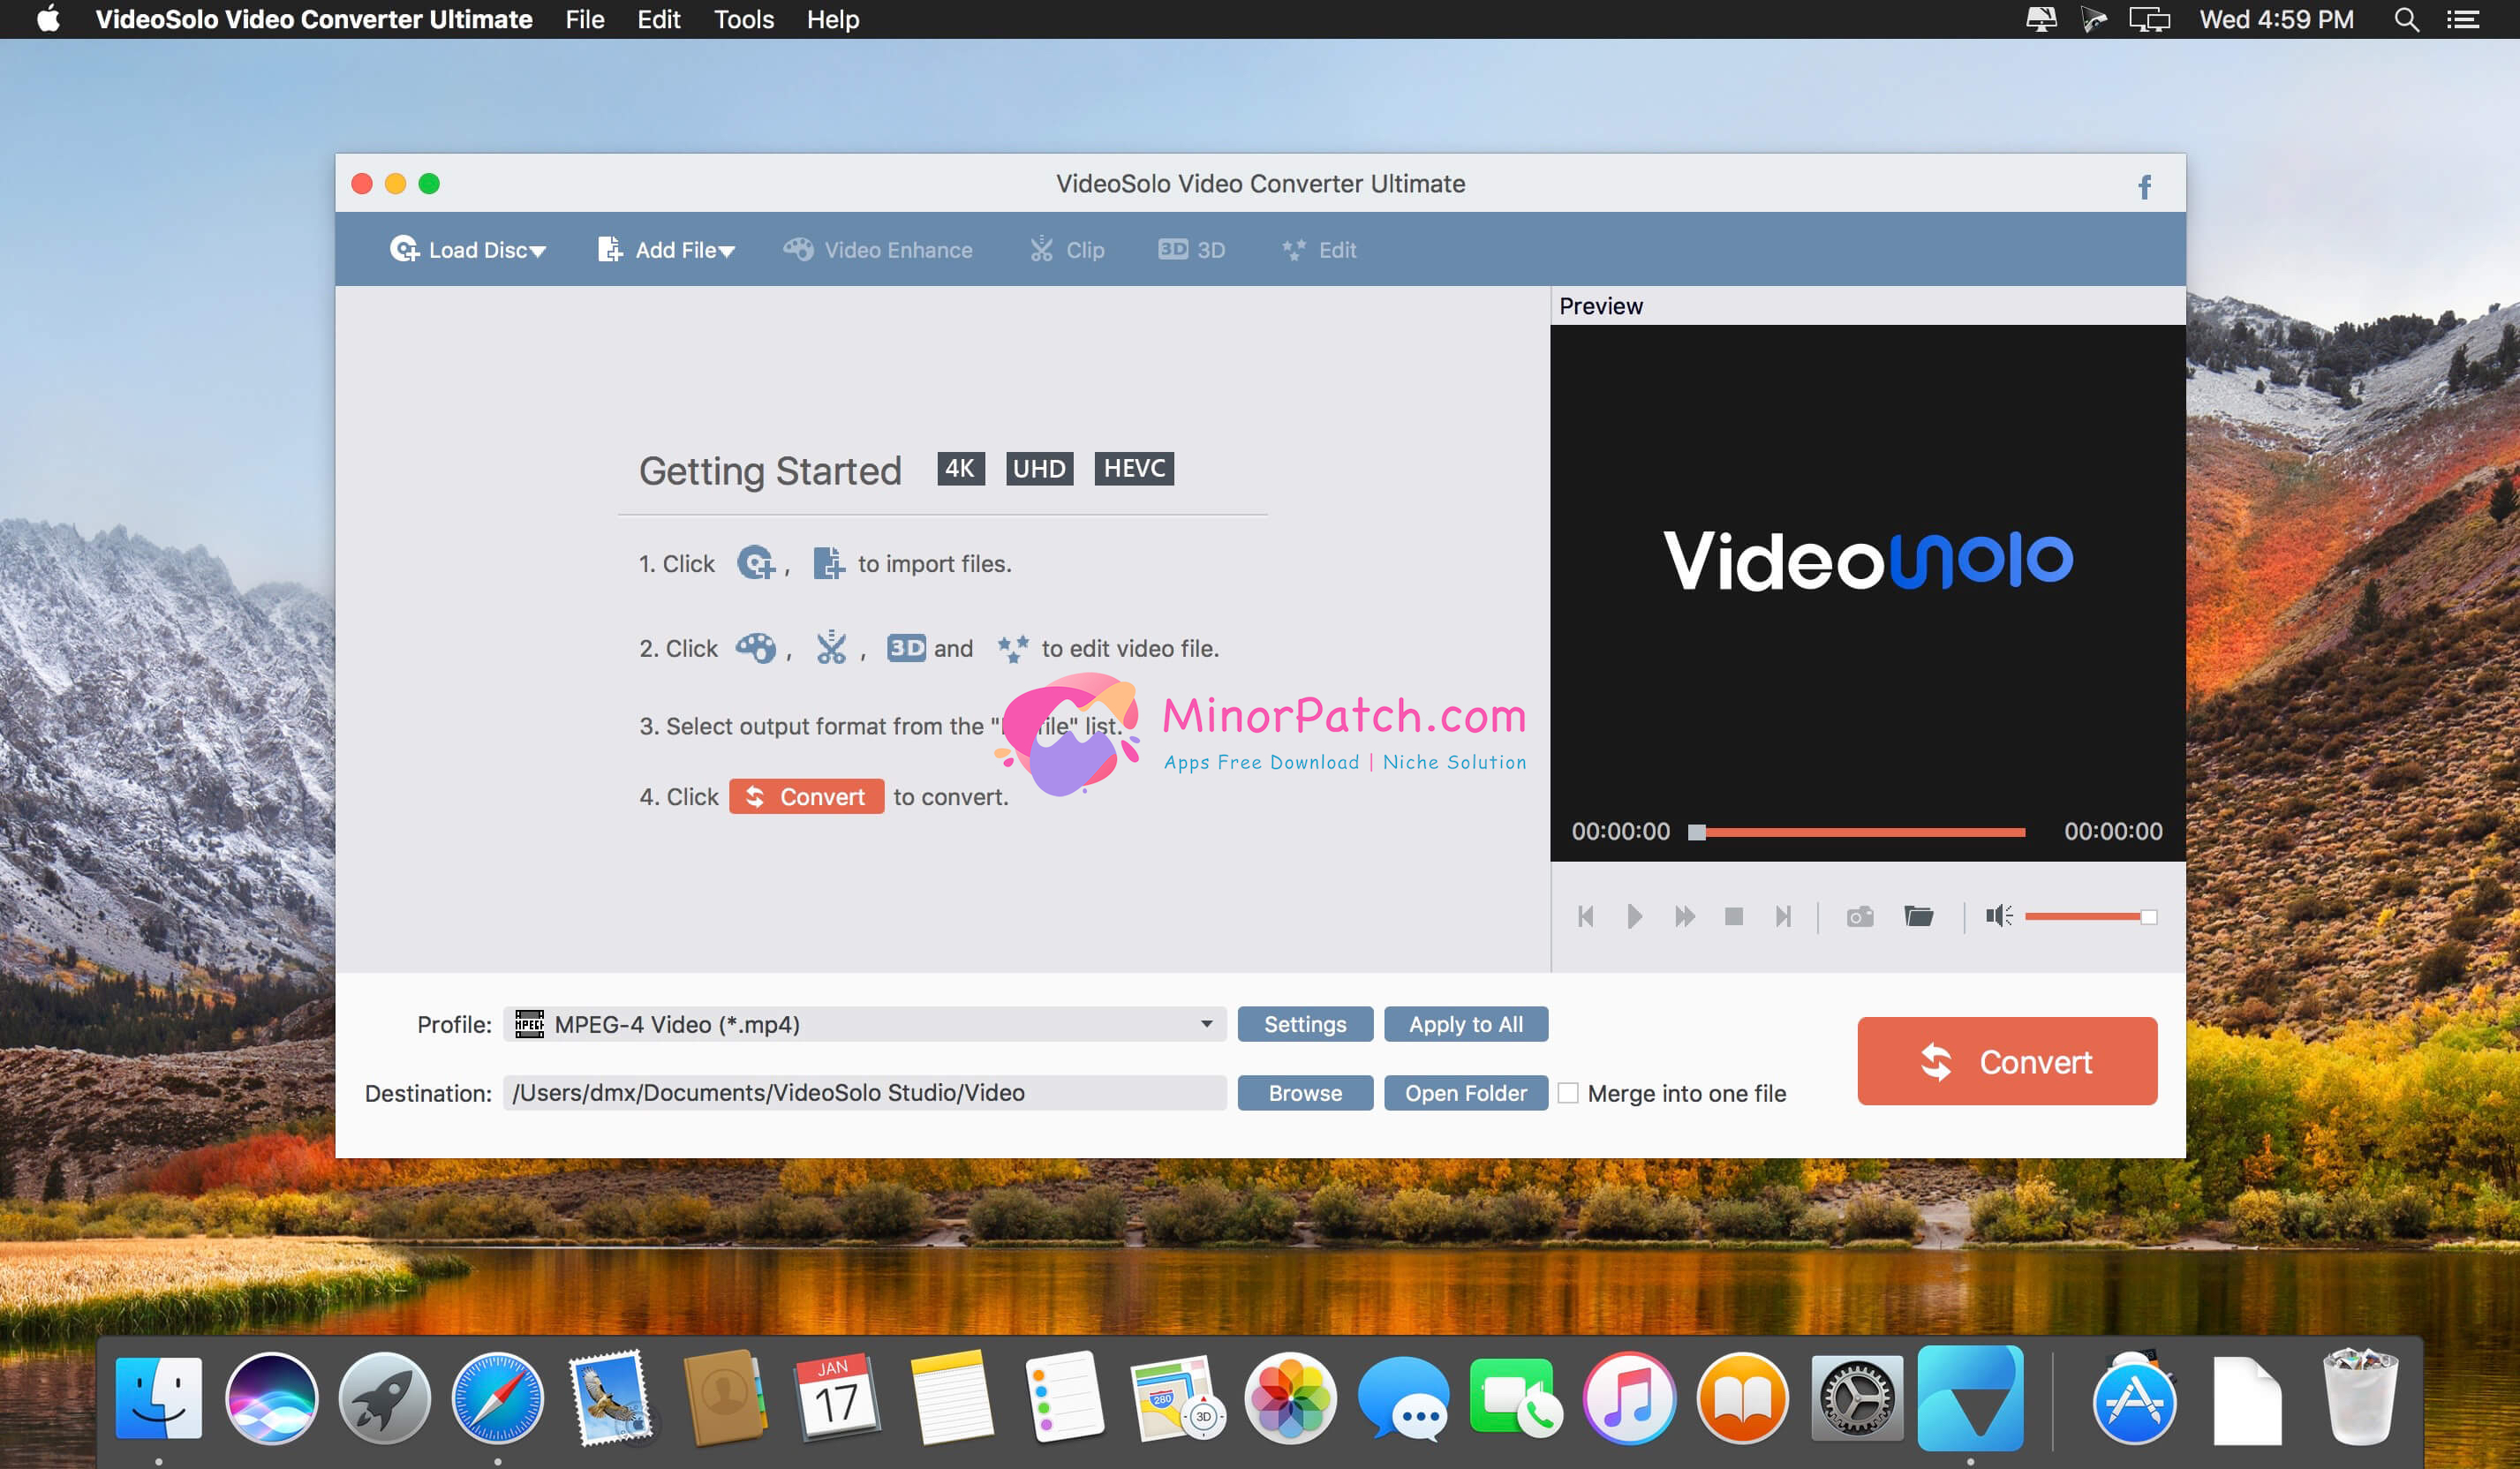 VideoSolo Video Converter Ultimate File Edit Tools Help Wed 4:59 PM
VideoSolo Video Converter Ultimate
Load Disc Add File Video Enhance Clip 3D 3D Edit
Preview
Getting Started 4K UHD HEVC
1. Click , to import files.
2. Click , , 3D and to edit video file.
3. Select output format from the "file" list.
4. Click Convert to convert.
VideoSolo
MinorPatch.com
Apps Free Download | Niche Solution
00:00:00 00:00:00
Profile: MPEG MPEG-4 Video (*.mp4) Settings Apply to All
Destination: /Users/dmx/Documents/VideoSolo Studio/Video Browse Open Folder Merge into one file
Convert
JAN
17
280
3D